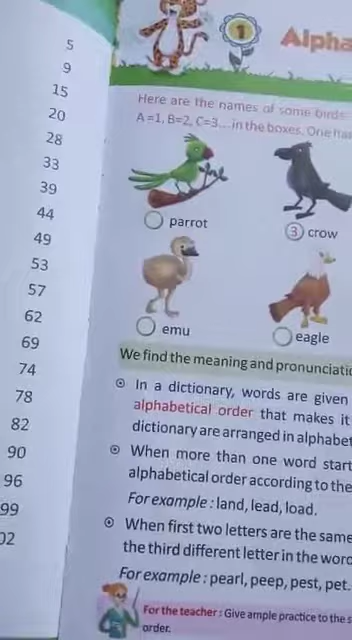 5
9
15
20
28
33
39
44
49
53
57
62
69
74
78
82
90
96
99
02
1
Alpha
Here are the names of some birds
A=1, B=2, C=3... in the boxes. One has
parrot
3 crow
emu
eagle
We find the meaning and pronunciati
In a dictionary, words are given
alphabetical order that makes it
dictionary are arranged in alphabet
When more than one word start
alphabetical order according to the
For example : land, lead, load.
When first two letters are the same
the third different letter in the word
For example : pearl, peep, pest, pet.
For the teacher : Give ample practice to the s
order.